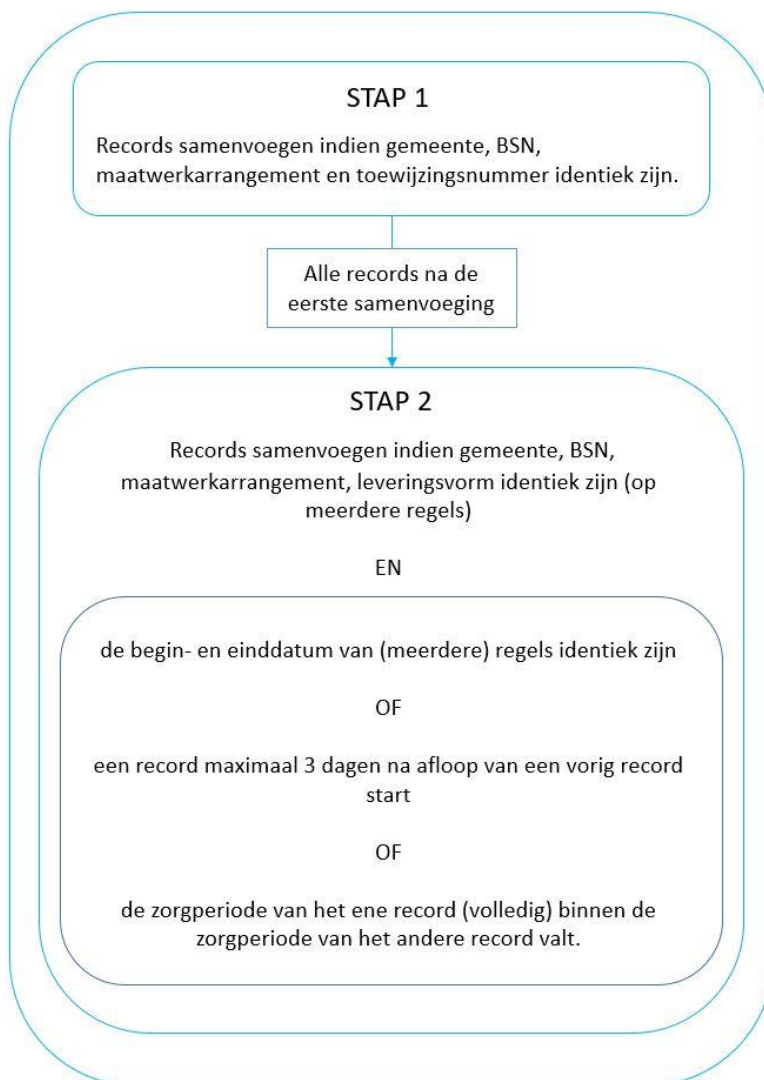 STAP 1
Records samenvoegen indien gemeente, BSN,
maatwerkarrangement en toewijzingsnummer identiek zijn.
Alle records na de
eerste samenvoeging
STAP 2
Records samenvoegen indien gemeente, BSN,
maatwerkarrangement, leveringsvorm identiek zijn (op
meerdere regels)
EN
de begin- en einddatum van (meerdere) regels identiek zijn
OF
een record maximaal 3 dagen na afloop van een vorig record
start
OF
de zorgperiode van het ene record (volledig) binnen de
zorgperiode van het andere record valt.